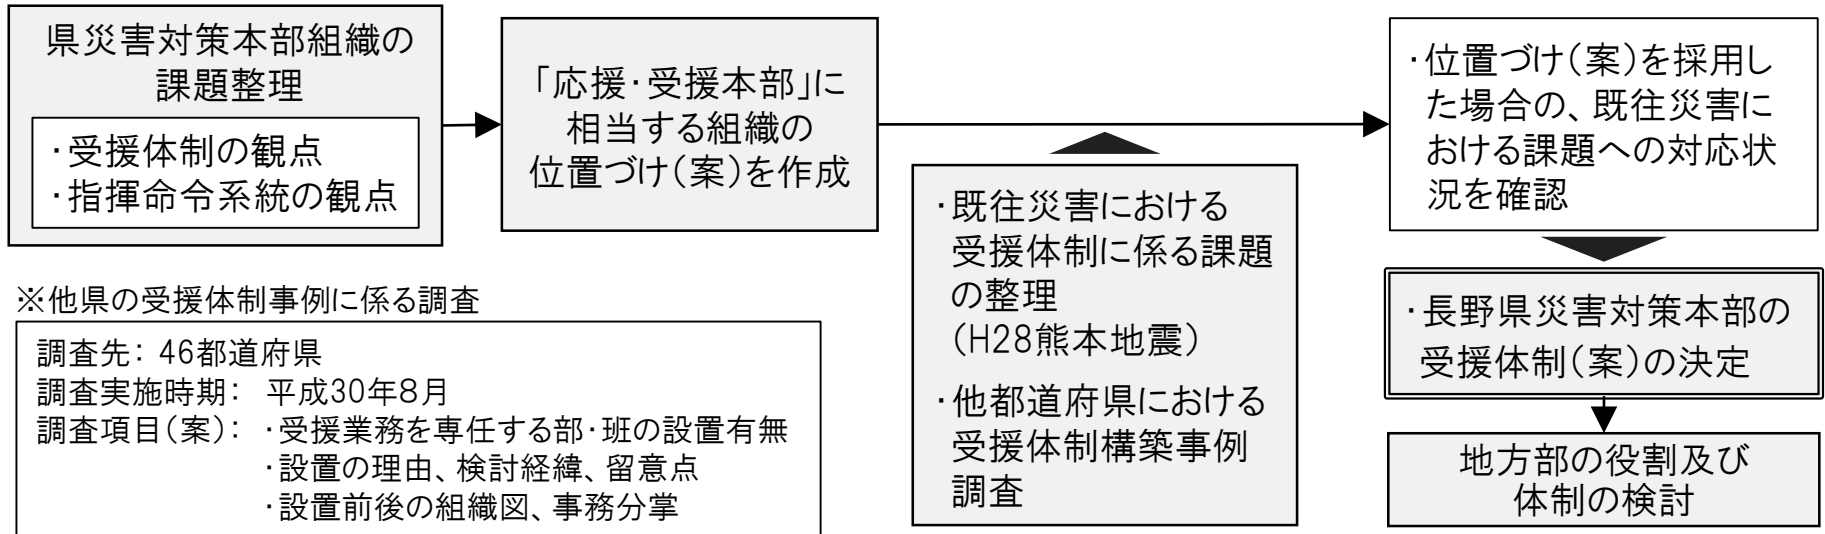 県災害対策本部組織の
課題整理
・受援体制の観点
・指揮命令系統の観点
「応援・受援本部」に
相当する組織の
位置づけ（案）を作成
・既往災害における
受援体制に係る課題
の整理
（H28熊本地震）
・他都道府県における
受援体制構築事例
調査
・位置づけ（案）を採用し
た場合の、既往災害に
おける課題への対応状
況を確認
・長野県災害対策本部の
受援体制（案）の決定
地方部の役割及び
体制の検討
※他県の受援体制事例に係る調査
調査先： 46都道府県
調査実施時期： 平成30年８月
調査項目（案）： ・受援業務を専任する部・班の設置有無
・設置の理由、検討経緯、留意点
・設置前後の組織図、事務分掌